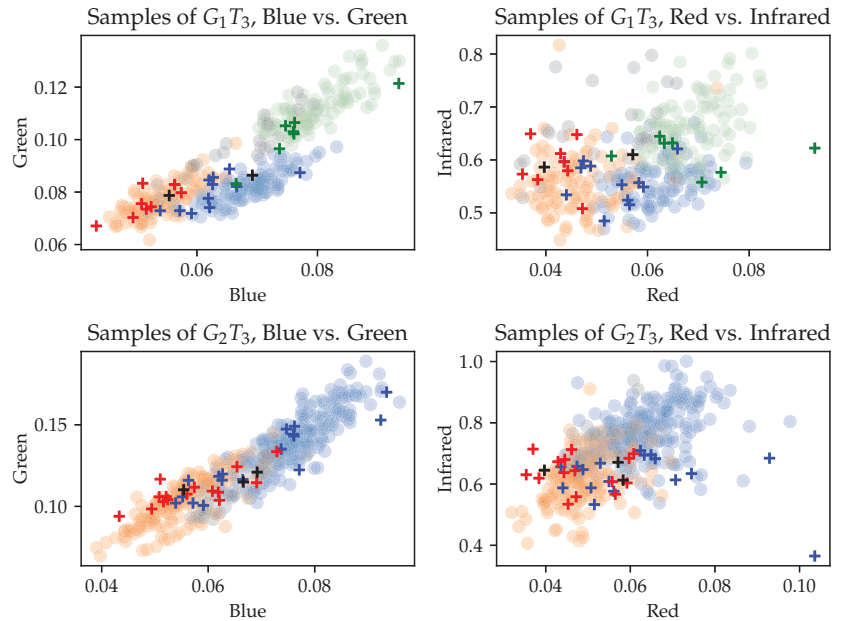 Samples of G₁T₃, Blue vs. Green
0.12
0.10
0.08
0.06
Green
0.06
0.08
Blue
Samples of G₁T₃, Red vs. Infrared
0.8
0.7
0.6
0.5
Infrared
0.04
0.06
0.08
Red
Samples of G₂T₃, Blue vs. Green
0.15
0.10
Green
0.04
0.06
0.08
Blue
Samples of G₂T₃, Red vs. Infrared
1.0
0.8
0.6
0.4
Infrared
0.04
0.06
0.08
0.10
Red